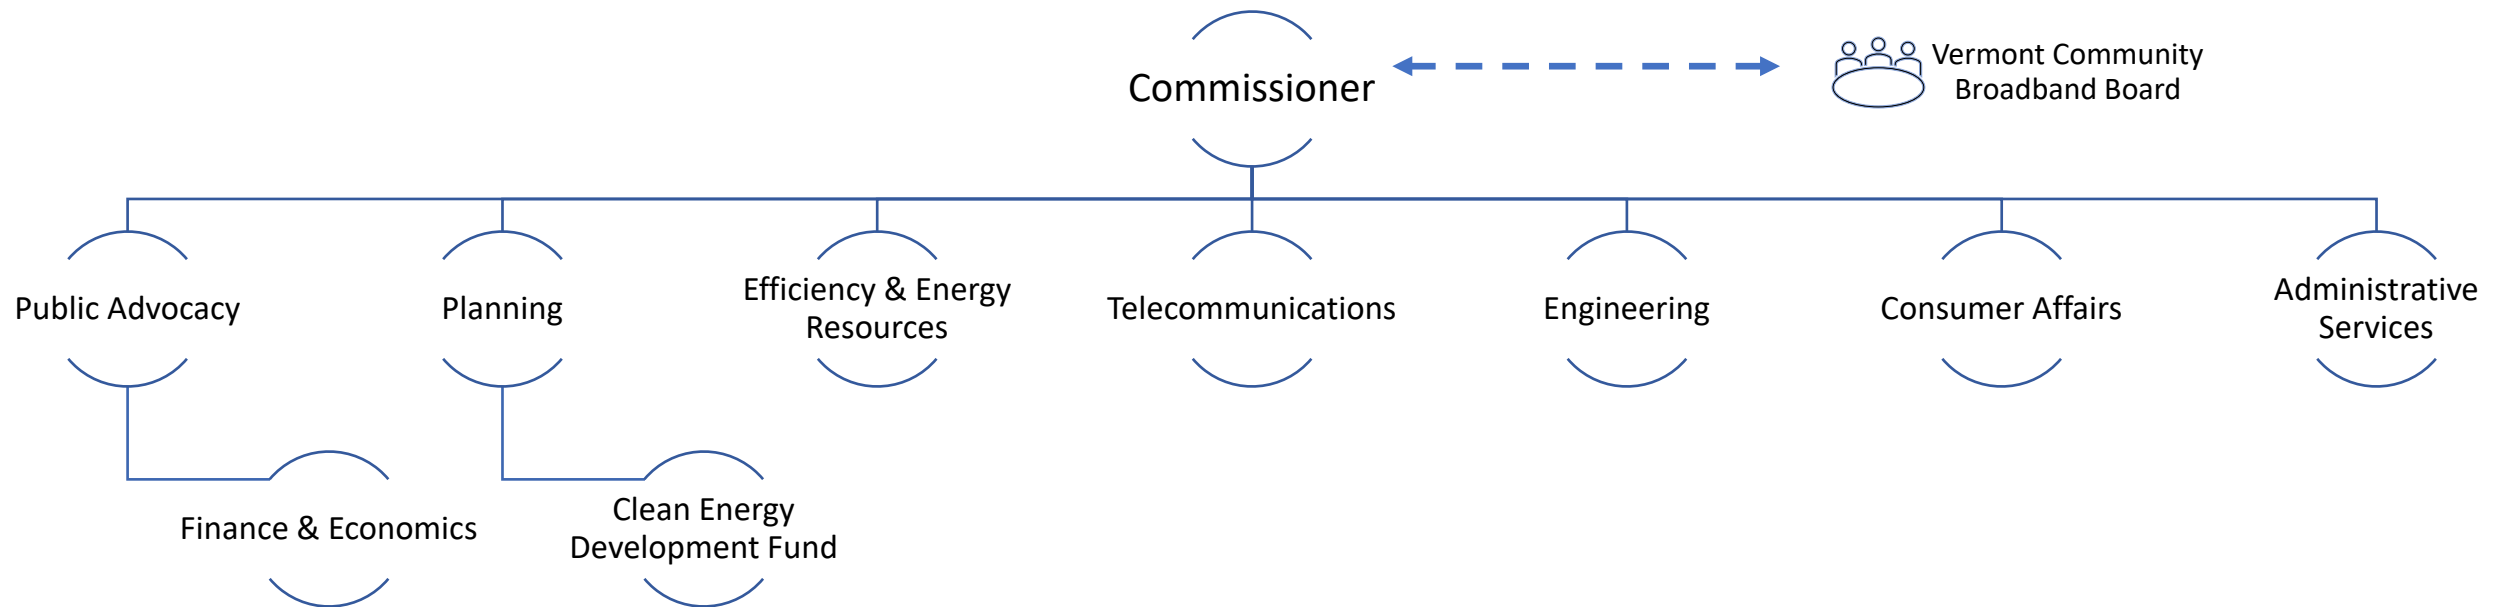 Commissioner
Vermont Community
Broadband Board
Public Advocacy
Planning
Efficiency & Energy
Resources
Telecommunications
Engineering
Consumer Affairs
Administrative
Services
Finance & Economics
Clean Energy
Development Fund